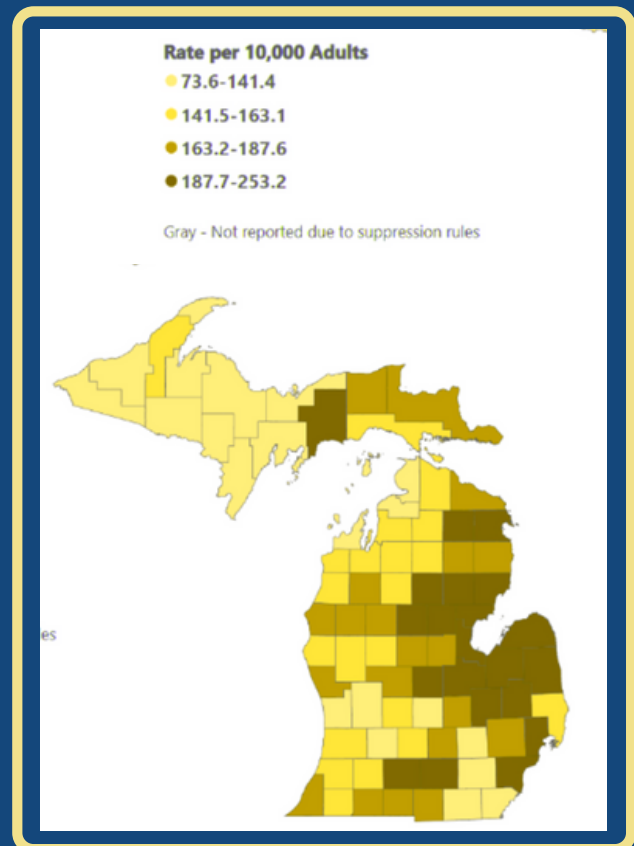 Rate per 10,000 Adults
73.6-141.4
141.5-163.1
163.2-187.6
187.7-253.2
Gray - Not reported due to suppression rules
es